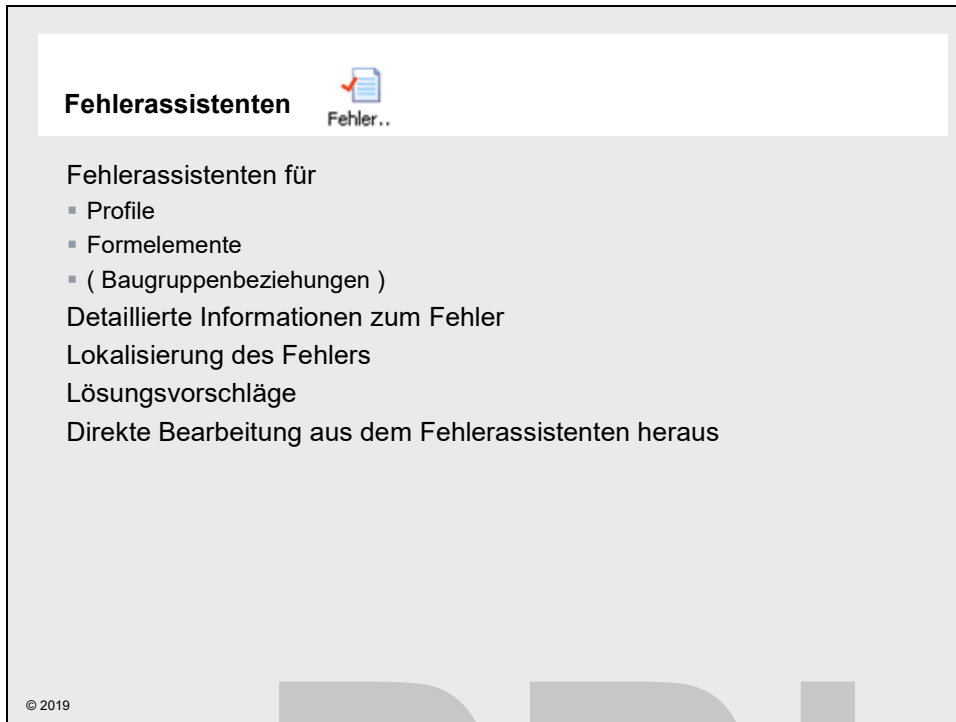 Fehlerassistenten
Fehler..
Fehlerassistenten für
▪ Profile
▪ Formelemente
▪ ( Baugruppenbeziehungen )
Detaillierte Informationen zum Fehler
Lokalisierung des Fehlers
Lösungsvorschläge
Direkte Bearbeitung aus dem Fehlerassistenten heraus
© 2019